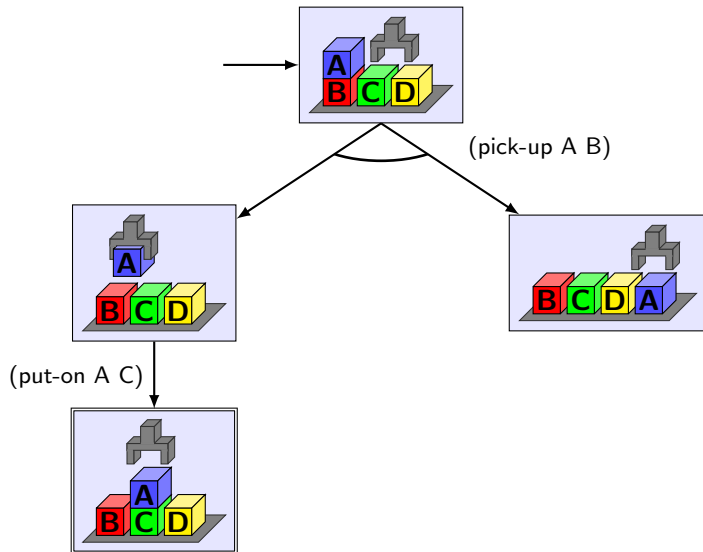 A
B C D
(pick-up A B)
A
B C D
B C D A
(put-on A C)
A
B C D